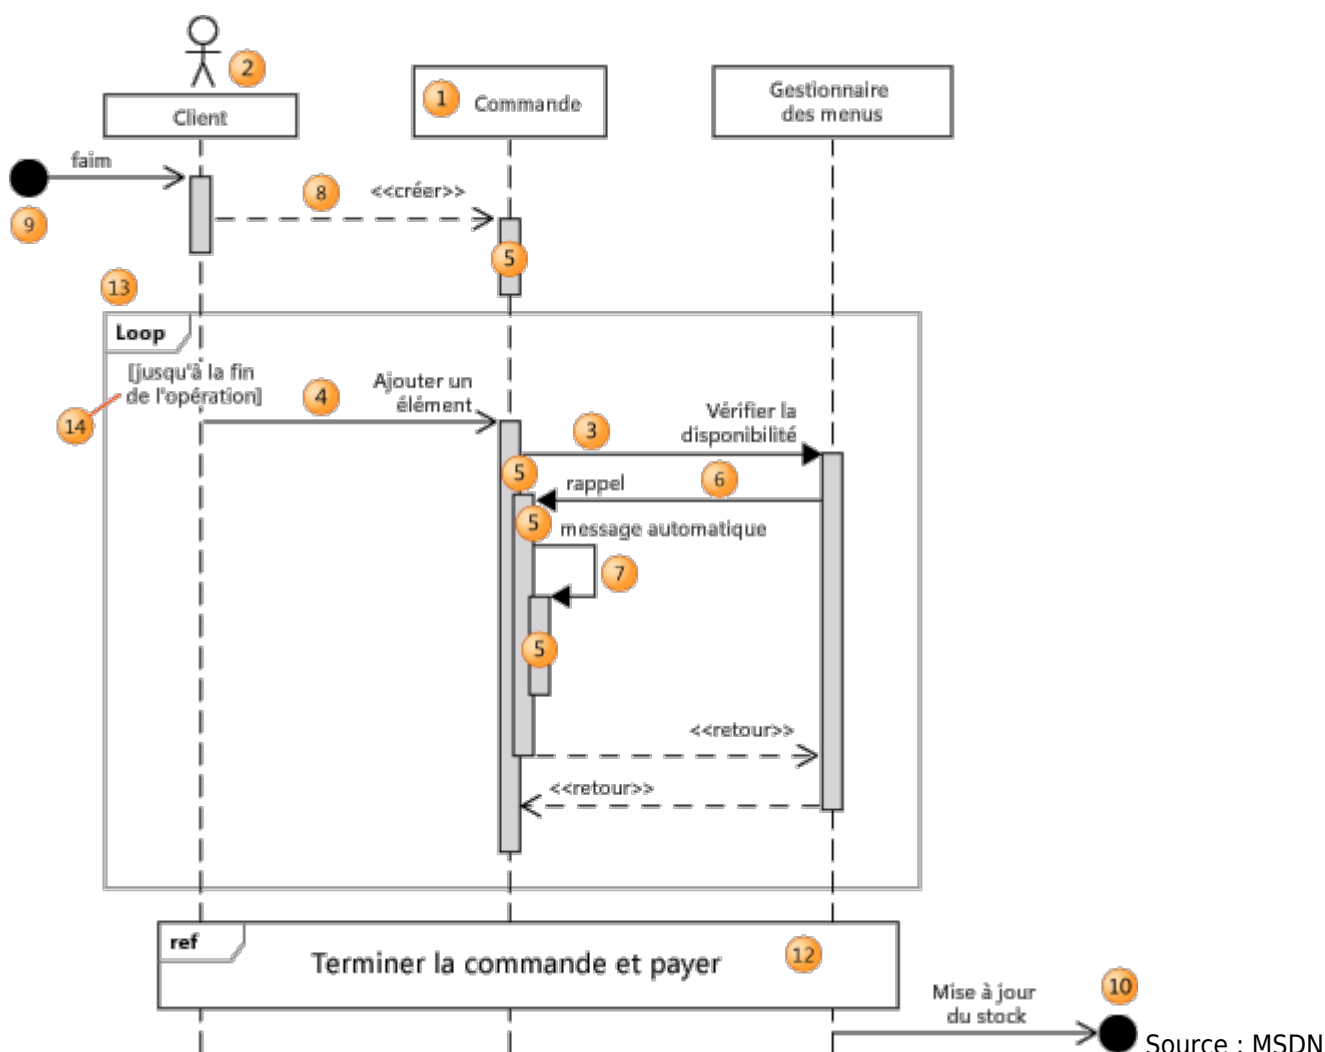 2
Client
1
Commande
Gestionnaire
des menus
faim
8
<<créer>>
9
5
13
Loop
[jusqu'à la fin
de l'opération]
14
4
Ajouter un
élément
3
Vérifier la
disponibilité
5
rappel
6
5
message automatique
7
5
<<retour>>
<<retour>>
ref
Terminer la commande et payer
12
Mise à jour
du stock
10
Source : MSDN